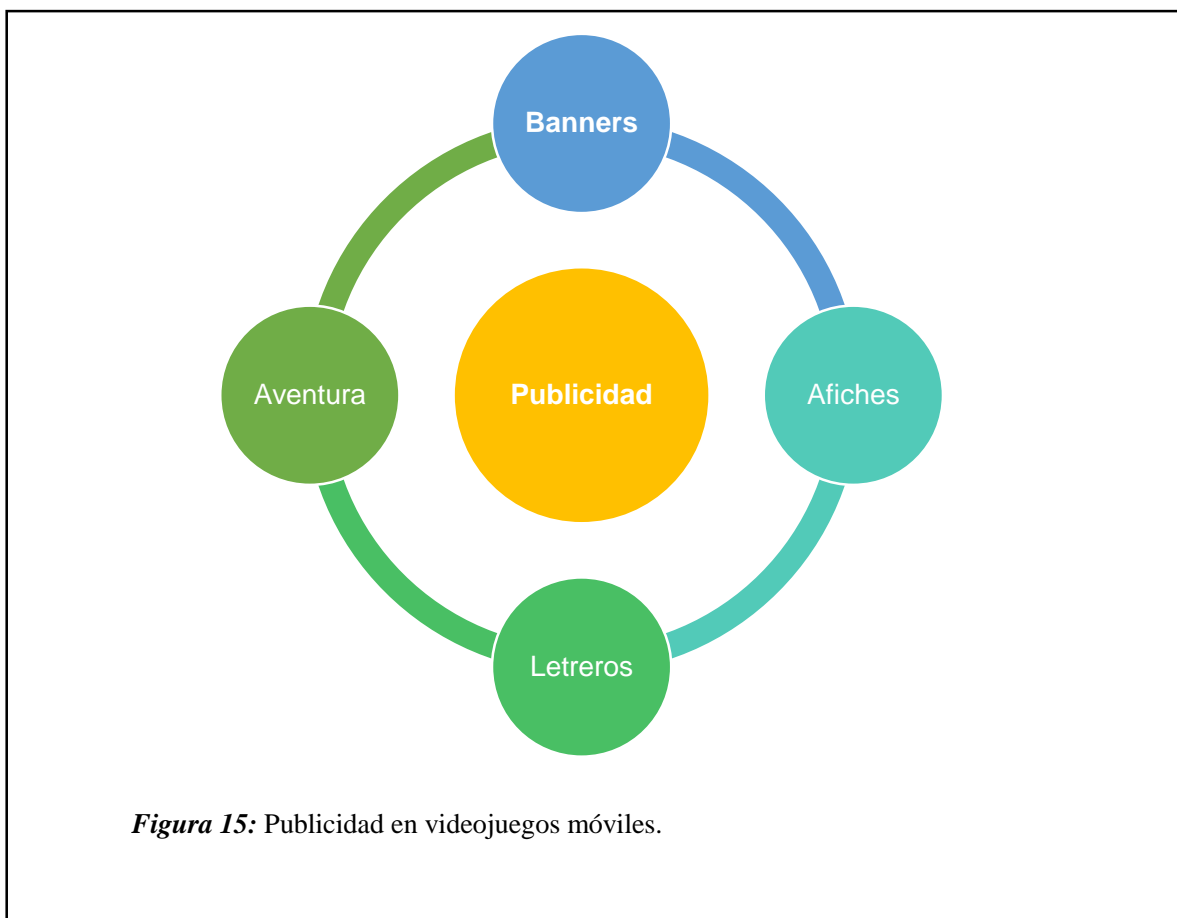 Banners
Aventura
Publicidad
Afiches
Letreros
Figura 15: Publicidad en videojuegos móviles.